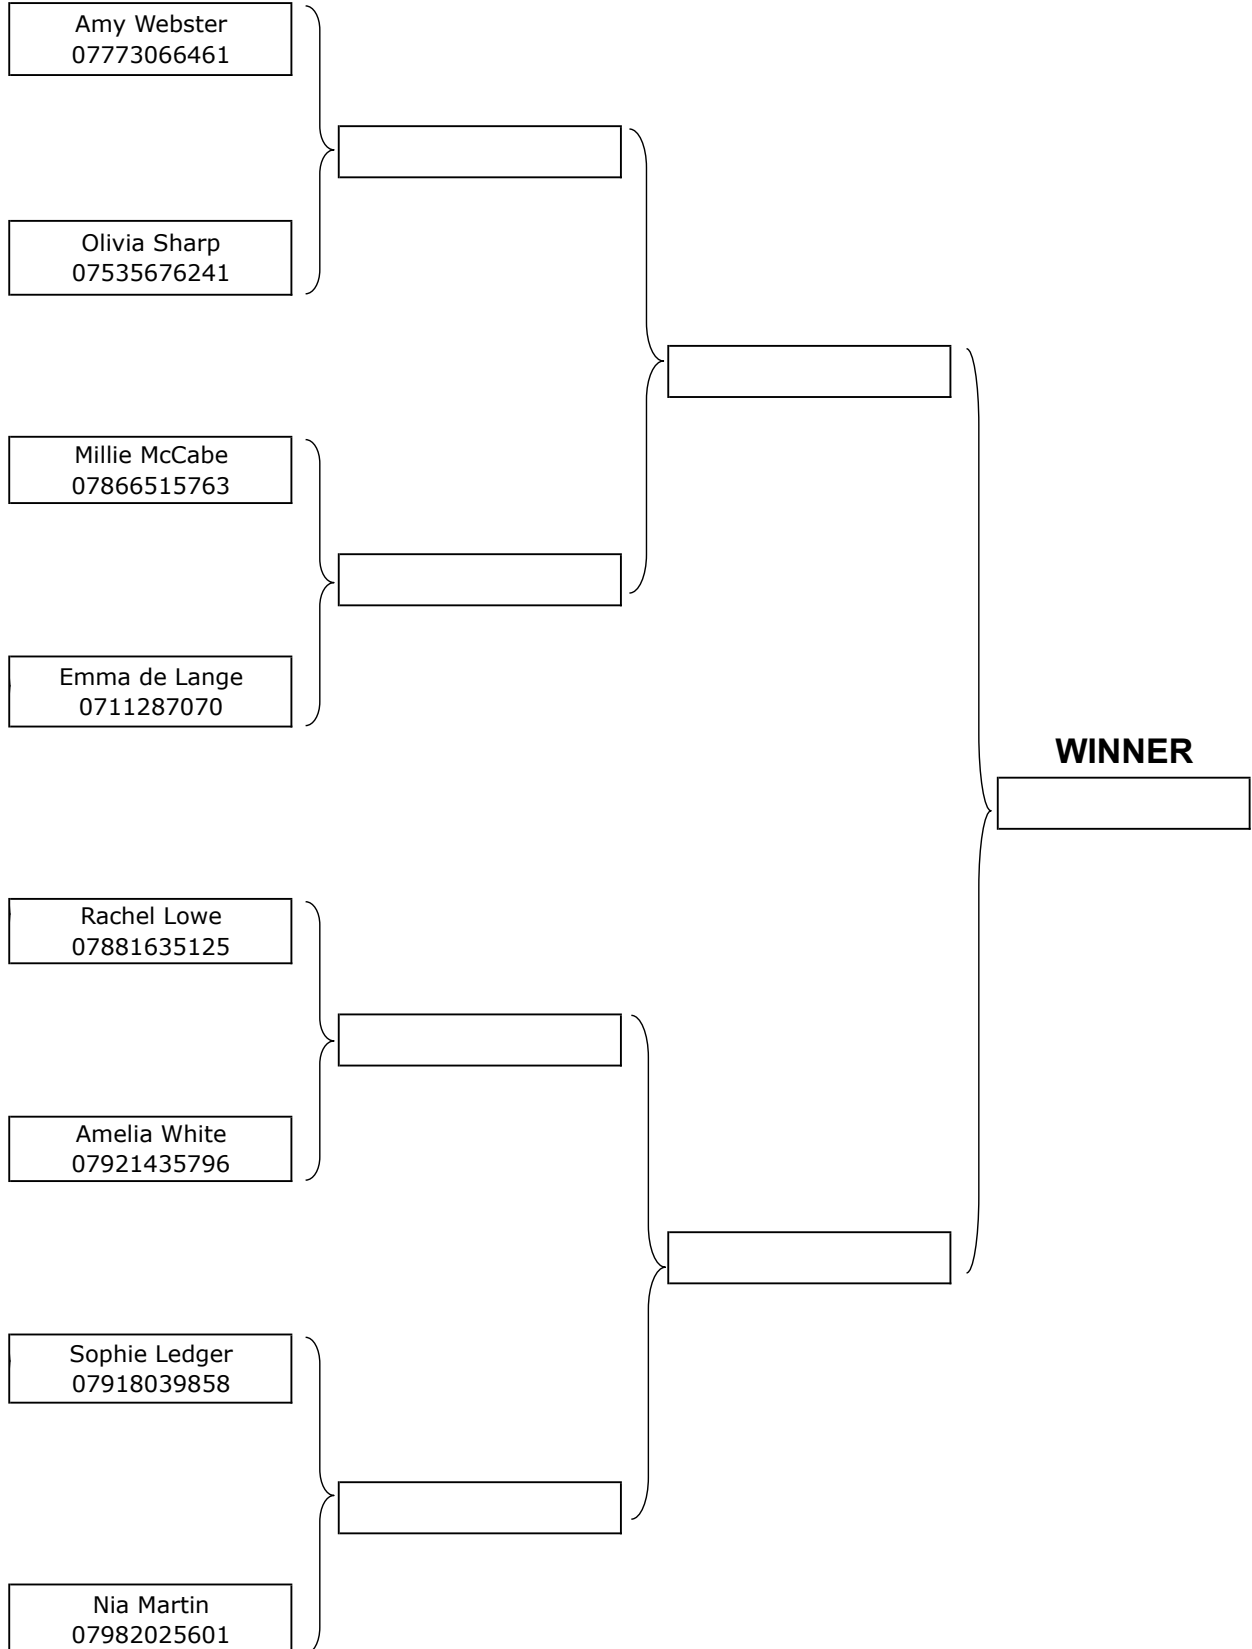 Amy Webster
07773066461
Olivia Sharp
07535676241
Millie McCabe
07866515763
Emma de Lange
0711287070
WINNER
Rachel Lowe
07881635125
Amelia White
07921435796
Sophie Ledger
07918039858
Nia Martin
07982025601